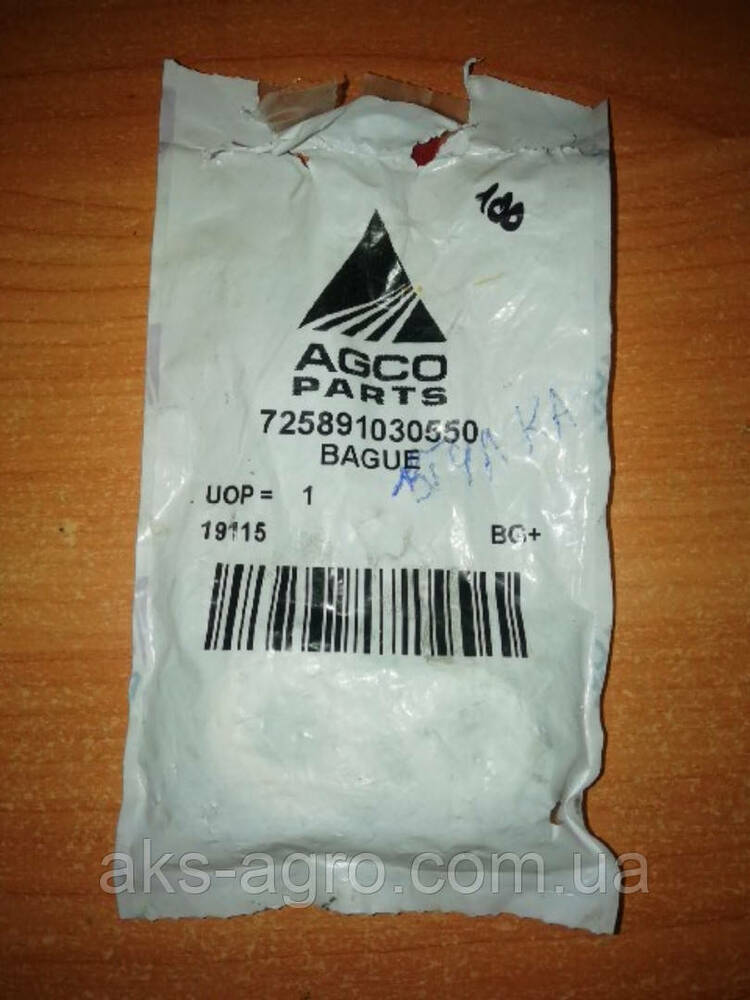 100
AGCO
PARTS
725891030550
BAGUE
UOP = 1
19115 BG+
aks-agro.com.ua